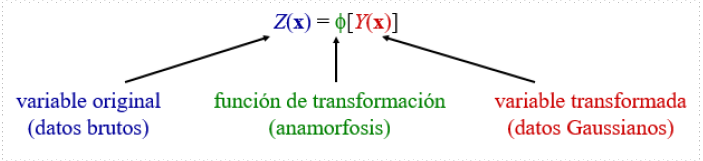 Z(x) = ϕ[Y(x)]
variable original función de transformación variable transformada
(datos brutos) (anamorfosis) (datos Gaussianos)